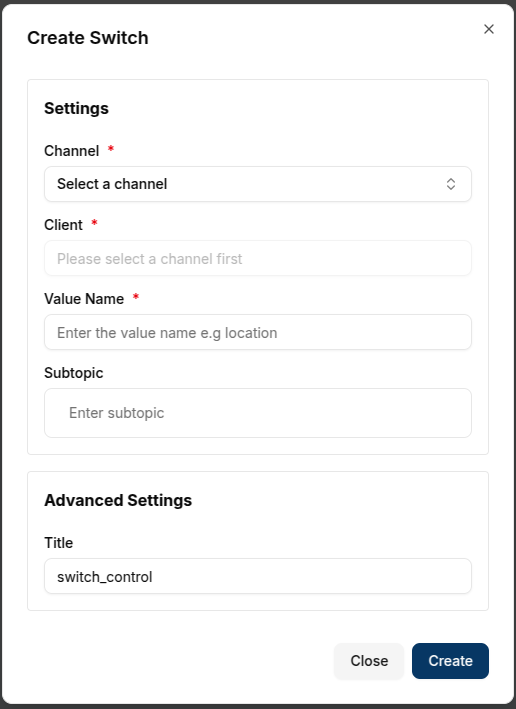 Create Switch
Settings
Channel *
Select a channel
Client *
Please select a channel first
Value Name *
Enter the value name e.g location
Subtopic
Enter subtopic
Advanced Settings
Title
switch_control
Close Create